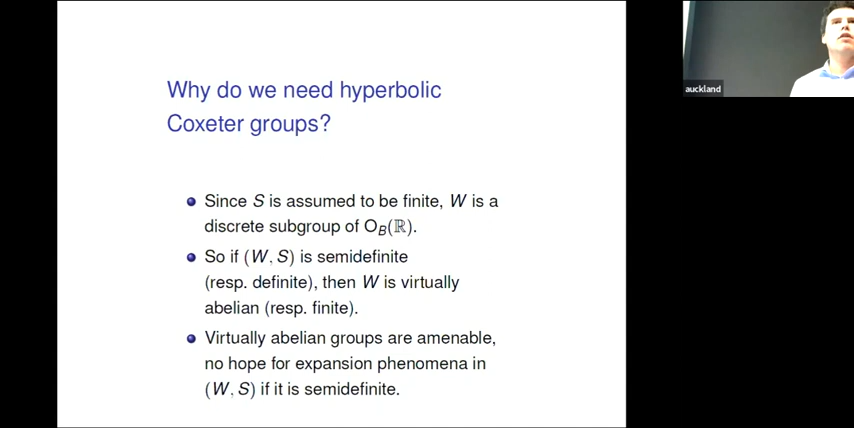 Why do we need hyperbolic
Coxeter groups?
Since S is assumed to be finite, W is a
discrete subgroup of O_B(ℝ).
So if (W, S) is semidefinite
(resp. definite), then W is virtually
abelian (resp. finite).
Virtually abelian groups are amenable,
no hope for expansion phenomena in
(W, S) if it is semidefinite.
auckland